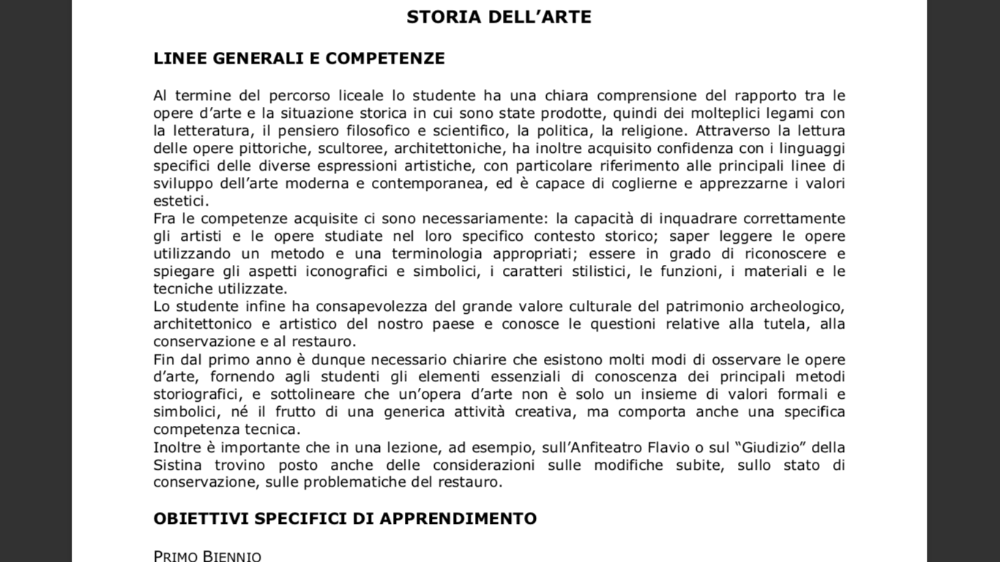 STORIA DELL’ARTE
LINEE GENERALI E COMPETENZE
Al termine del percorso liceale lo studente ha una chiara comprensione del rapporto tra le
opere d’arte e la situazione storica in cui sono state prodotte, quindi dei molteplici legami con
la letteratura, il pensiero filosofico e scientifico, la politica, la religione. Attraverso la lettura
delle opere pittoriche, scultoree, architettoniche, ha inoltre acquisito confidenza con i linguaggi
specifici delle diverse espressioni artistiche, con particolare riferimento alle principali linee di
sviluppo dell’arte moderna e contemporanea, ed è capace di coglierne e apprezzarne i valori
estetici.
Fra le competenze acquisite ci sono necessariamente: la capacità di inquadrare correttamente
gli artisti e le opere studiate nel loro specifico contesto storico; saper leggere le opere
utilizzando un metodo e una terminologia appropriati; essere in grado di riconoscere e
spiegare gli aspetti iconografici e simbolici, i caratteri stilistici, le funzioni, i materiali e le
tecniche utilizzate.
Lo studente infine ha consapevolezza del grande valore culturale del patrimonio archeologico,
architettonico e artistico del nostro paese e conosce le questioni relative alla tutela, alla
conservazione e al restauro.
Fin dal primo anno è dunque necessario chiarire che esistono molti modi di osservare le opere
d’arte, fornendo agli studenti gli elementi essenziali di conoscenza dei principali metodi
storiografici, e sottolineare che un’opera d’arte non è solo un insieme di valori formali e
simbolici, né il frutto di una generica attività creativa, ma comporta anche una specifica
competenza tecnica.
Inoltre è importante che in una lezione, ad esempio, sull’Anfiteatro Flavio o sul “Giudizio” della
Sistina trovino posto anche delle considerazioni sulle modifiche subite, sullo stato di
conservazione, sulle problematiche del restauro.
OBIETTIVI SPECIFICI DI APPRENDIMENTO
PRIMO BIENNIO